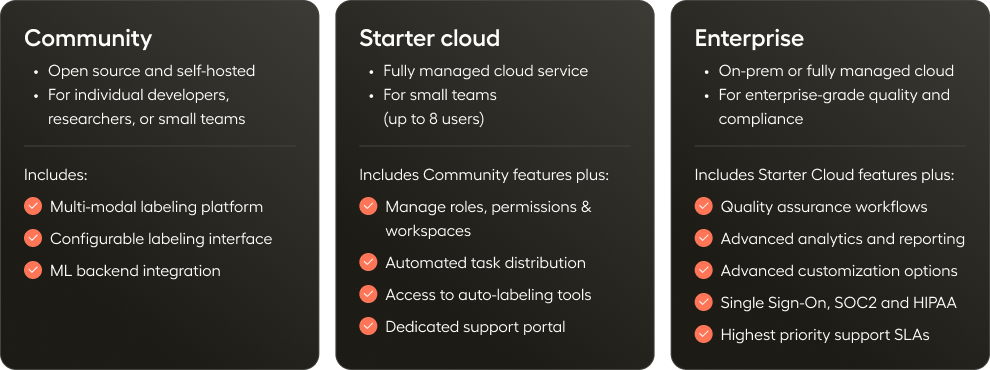 Community
• Open source and self-hosted
• For individual developers,
researchers, or small teams
Includes:
Multi-modal labeling platform
Configurable labeling interface
ML backend integration
Starter cloud
• Fully managed cloud service
• For small teams
(up to 8 users)
Includes Community features plus:
Manage roles, permissions &
workspaces
Automated task distribution
Access to auto-labeling tools
Dedicated support portal
Enterprise
• On-prem or fully managed cloud
• For enterprise-grade quality and
compliance
Includes Starter Cloud features plus:
Quality assurance workflows
Advanced analytics and reporting
Advanced customization options
Single Sign-On, SOC2 and HIPAA
Highest priority support SLAs